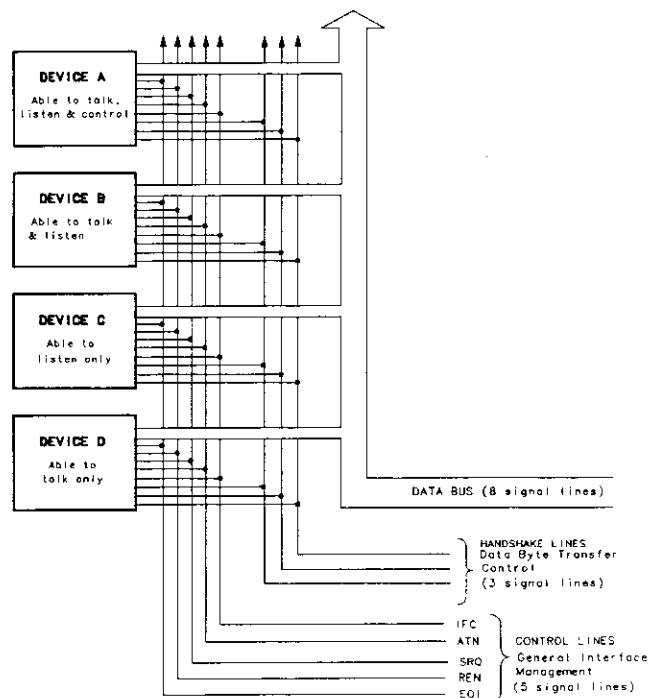 DEVICE A
Able to talk,
listen & control
DEVICE B
Able to talk
& listen
DEVICE C
Able to
listen only
DEVICE D
Able to
talk only
DATA BUS (8 signal lines)
HANDSHAKE LINES
Data Byte Transfer
Control
(3 signal lines)
IFC
ATN
SRQ
REN
EOI
CONTROL LINES
General Interface
Management
(5 signal lines)